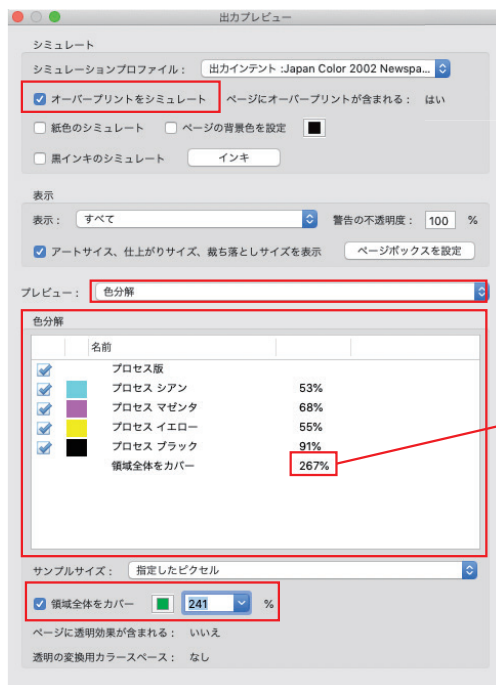 出力プレビュー
シミュレート
シミュレーションプロファイル： 出力インテント :Japan Color 2002 Newspa...
オーバープリントをシミュレート ページにオーバープリントが含まれる： はい
紙色のシミュレート ページの背景色を設定
黒インキのシミュレート インキ
表示
表示： すべて 警告の不透明度： 100 %
アートサイズ、仕上がりサイズ、裁ち落としサイズを表示 ページボックスを設定
プレビュー： 色分解
色分解
名前
プロセス版
プロセス シアン 53%
プロセス マゼンタ 68%
プロセス イエロー 55%
プロセス ブラック 91%
領域全体をカバー 267%
サンプルサイズ： 指定したピクセル
領域全体をカバー 241 %
ページに透明効果が含まれる： いいえ
透明の変換用カラースペース： なし